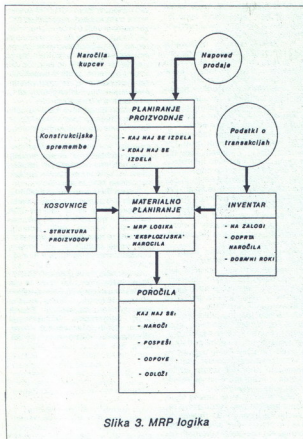 Naročila
kupcev
Napoved
prodaje
PLANIRANJE
PROIZVODNJE
- KAJ NAJ SE
IZDELA
- KDAJ NAJ SE
IZDELA
Konstrukcijske
spremembe
Podatki o
transakcijah
KOSOVNICE
- STRUKTURA
PROIZVODOV
MATERIALNO
PLANIRANJE
- MRP LOGIKA
- 'EKSPLOZIJSKA'
NAROČILA
INVENTAR
- NA ZALOGI
- ODPRTA
NAROČILA
- DOBAVNI ROKI
POROČILA
KAJ NAJ SE:
- NAROČI
- POSPEŠI
- ODPOVE
- ODLOŽI
Slika 3. MRP logika